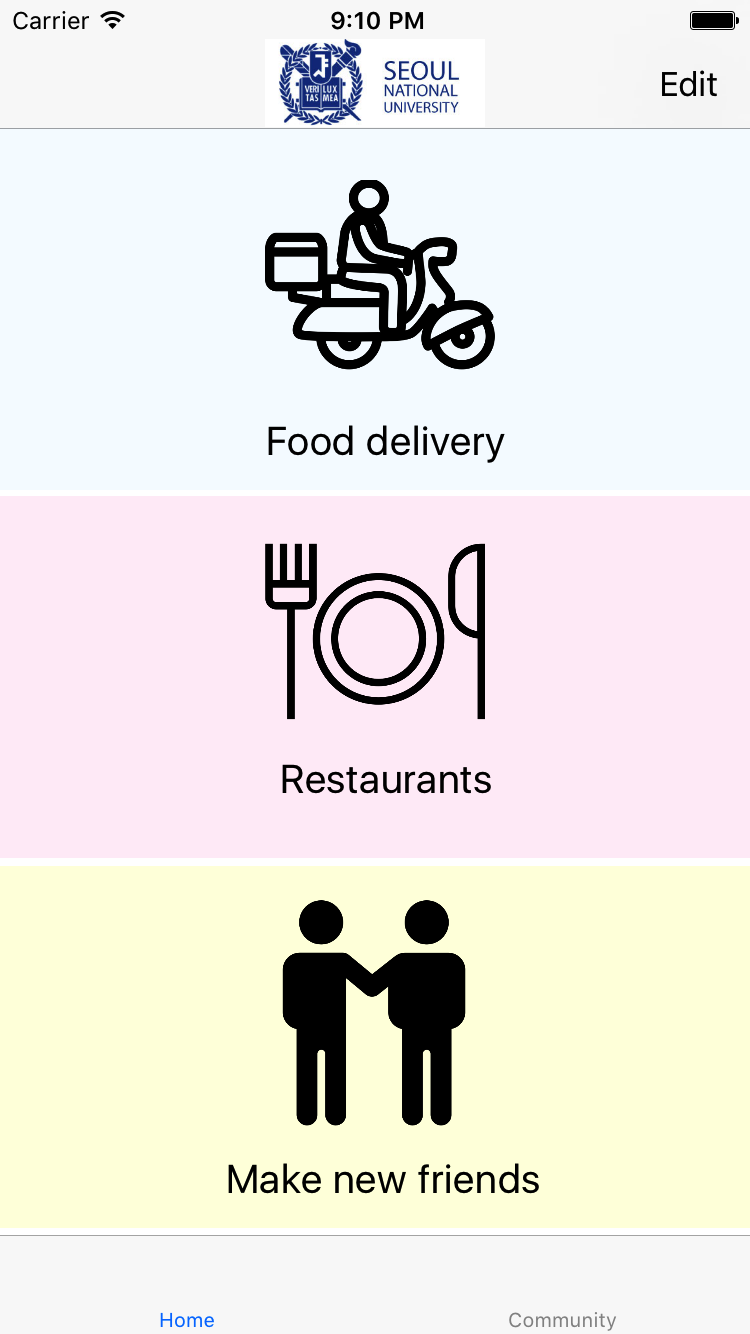 Carrier
9:10 PM
VERI LUX
TAS MEA
SEOUL
NATIONAL
UNIVERSITY
Edit
Food delivery
Restaurants
Make new friends
Home
Community